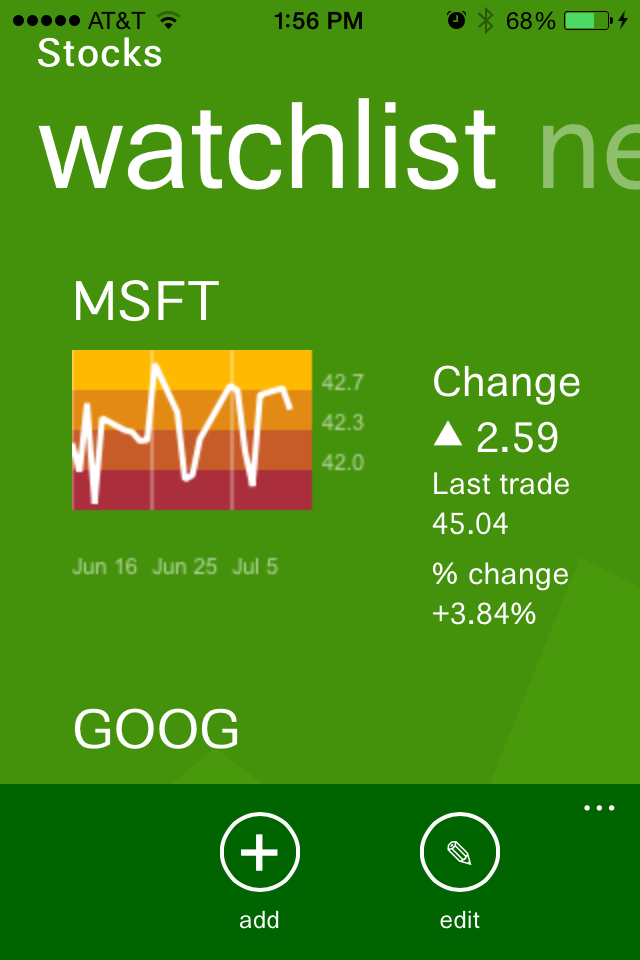 AT&T 1:56 PM 68%
Stocks
watchlist ne
MSFT
42.7
42.3
42.0
Jun 16 Jun 25 Jul 5
Change
▲ 2.59
Last trade
45.04
% change
+3.84%
GOOG
...
add
edit